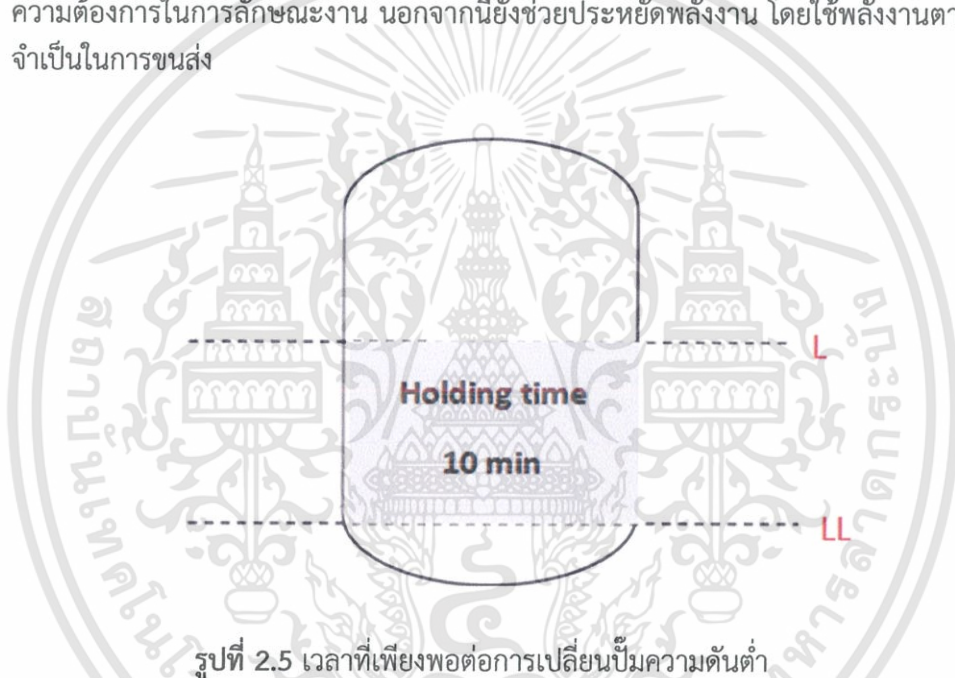 ความต้องการในการลักษณะงาน นอกจากนี้ยังช่วยประหยัดพลังงาน โดยใช้พลังงานตา
จำเป็นในการขนส่ง
L
Holding time
10 min
LL
รูปที่ 2.5 เวลาที่เพียงพอต่อการเปลี่ยนปั๊มความดันต่ำ